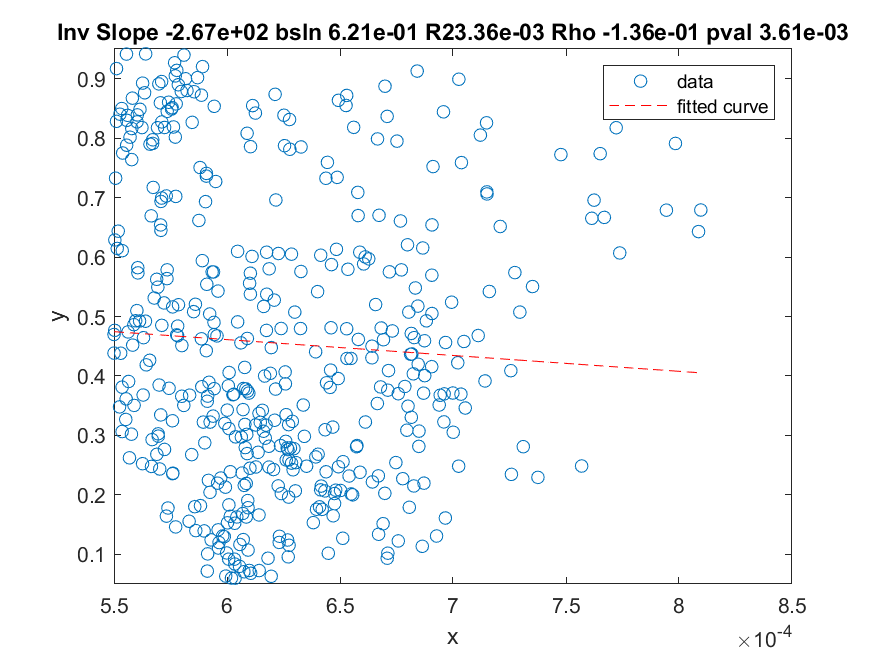 Inv Slope -2.67e+02 bsln 6.21e-01 R23.36e-03 Rho -1.36e-01 pval 3.61e-03
data
fitted curve
0.9
0.8
0.7
0.6
0.5
0.4
0.3
0.2
0.1
y
5.5 6 6.5 7 7.5 8 8.5
x
×10-4